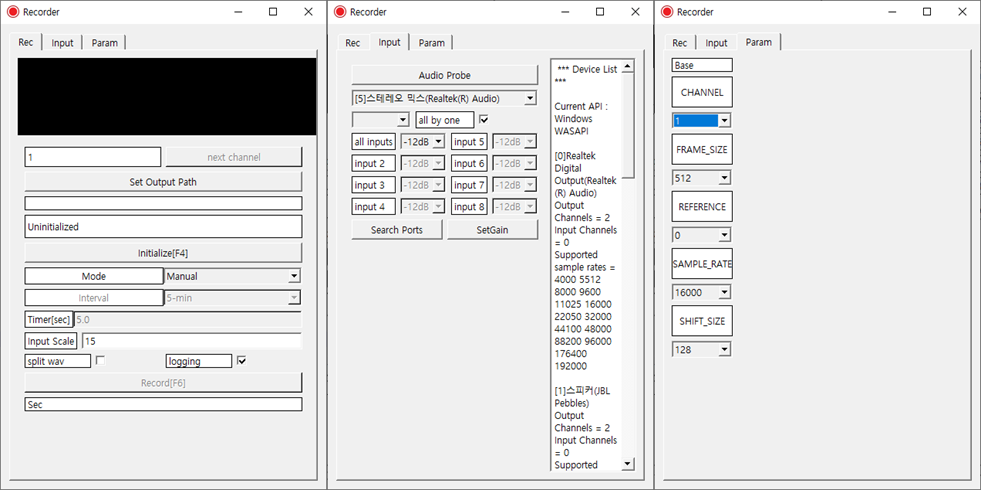 Recorder
Rec Input Param
1 next channel
Set Output Path
Uninitialized
Initialize[F4]
Mode Manual
Interval 5-min
Timer[sec] 5.0
Input Scale 15
split wav logging
Record[F6]
Sec
Recorder
Rec Input Param
Audio Probe
[5]스테레오 믹스(Realtek(R) Audio)
all by one
all inputs -12dB input 5 -12dB
input 2 -12dB input 6 -12dB
input 3 -12dB input 7 -12dB
input 4 -12dB input 8 -12dB
Search Ports SetGain
*** Device List
***
Current API :
Windows
WASAPI
[0]Realtek
Digital
Output(Realtek
(R) Audio)
Output
Channels = 2
Input Channels
= 0
Supported
sample rates =
4000 5512
8000 9600
11025 16000
22050 32000
44100 48000
88200 96000
176400
192000
[1]스피커(JBL
Pebbles)
Output
Channels = 2
Input Channels
= 0
Supported
Recorder
Rec Input Param
Base
CHANNEL
1
FRAME_SIZE
512
REFERENCE
0
SAMPLE_RATE
16000
SHIFT_SIZE
128